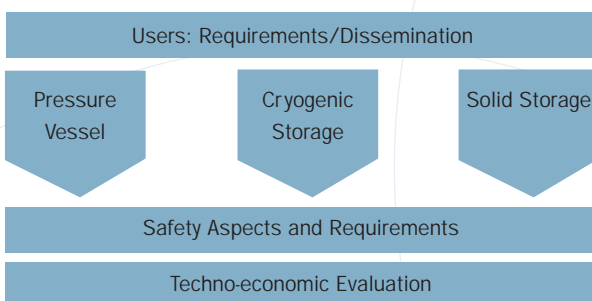 Users: Requirements/Dissemination
Pressure
Vessel
Cryogenic
Storage
Solid Storage
Safety Aspects and Requirements
Techno-economic Evaluation